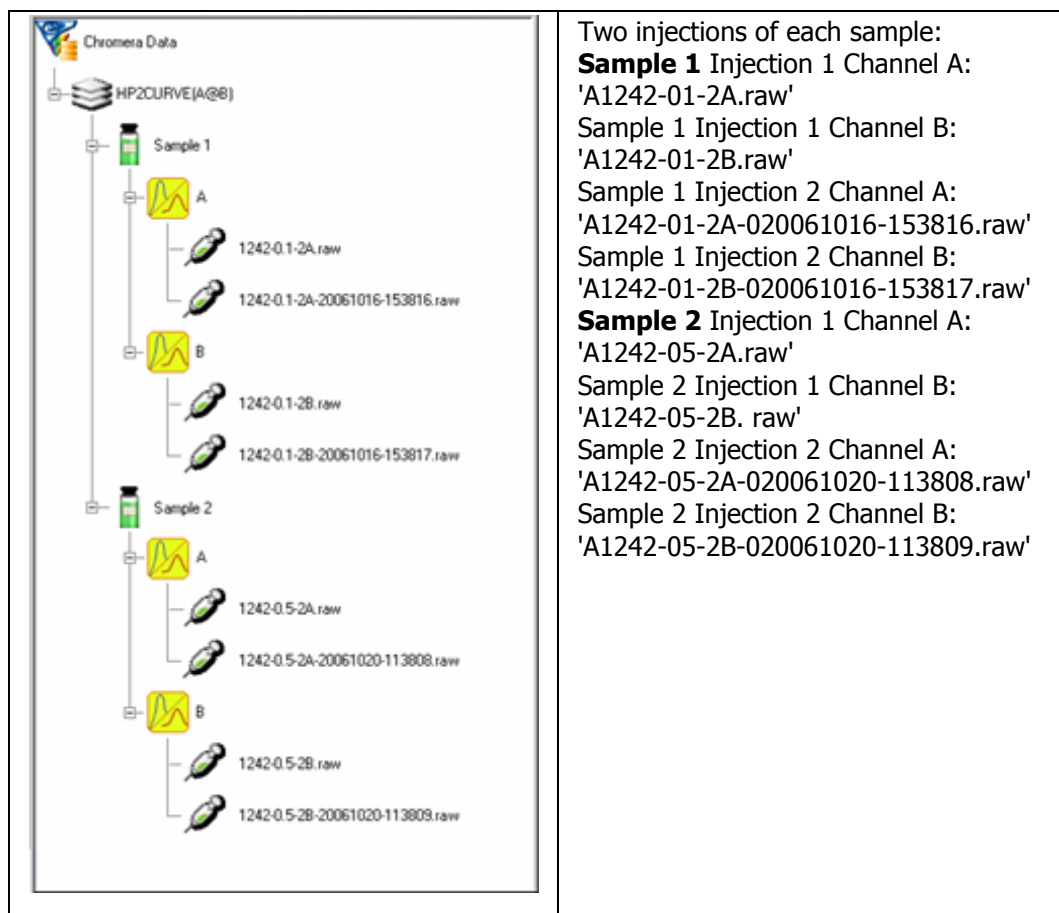 Chromera Data
HP2CURVE(A@B)
Sample 1
A
1242-0.1-2A.raw
1242-0.1-2A-20061016-153816.raw
B
1242-0.1-2B.raw
1242-0.1-2B-20061016-153817.raw
Sample 2
A
1242-0.5-2A.raw
1242-0.5-2A-20061020-113808.raw
B
1242-0.5-2B.raw
1242-0.5-2B-20061020-113809.raw
Two injections of each sample:
Sample 1 Injection 1 Channel A:
'A1242-01-2A.raw'
Sample 1 Injection 1 Channel B:
'A1242-01-2B.raw'
Sample 1 Injection 2 Channel A:
'A1242-01-2A-020061016-153816.raw'
Sample 1 Injection 2 Channel B:
'A1242-01-2B-020061016-153817.raw'
Sample 2 Injection 1 Channel A:
'A1242-05-2A.raw'
Sample 2 Injection 1 Channel B:
'A1242-05-2B. raw'
Sample 2 Injection 2 Channel A:
'A1242-05-2A-020061020-113808.raw'
Sample 2 Injection 2 Channel B:
'A1242-05-2B-020061020-113809.raw'